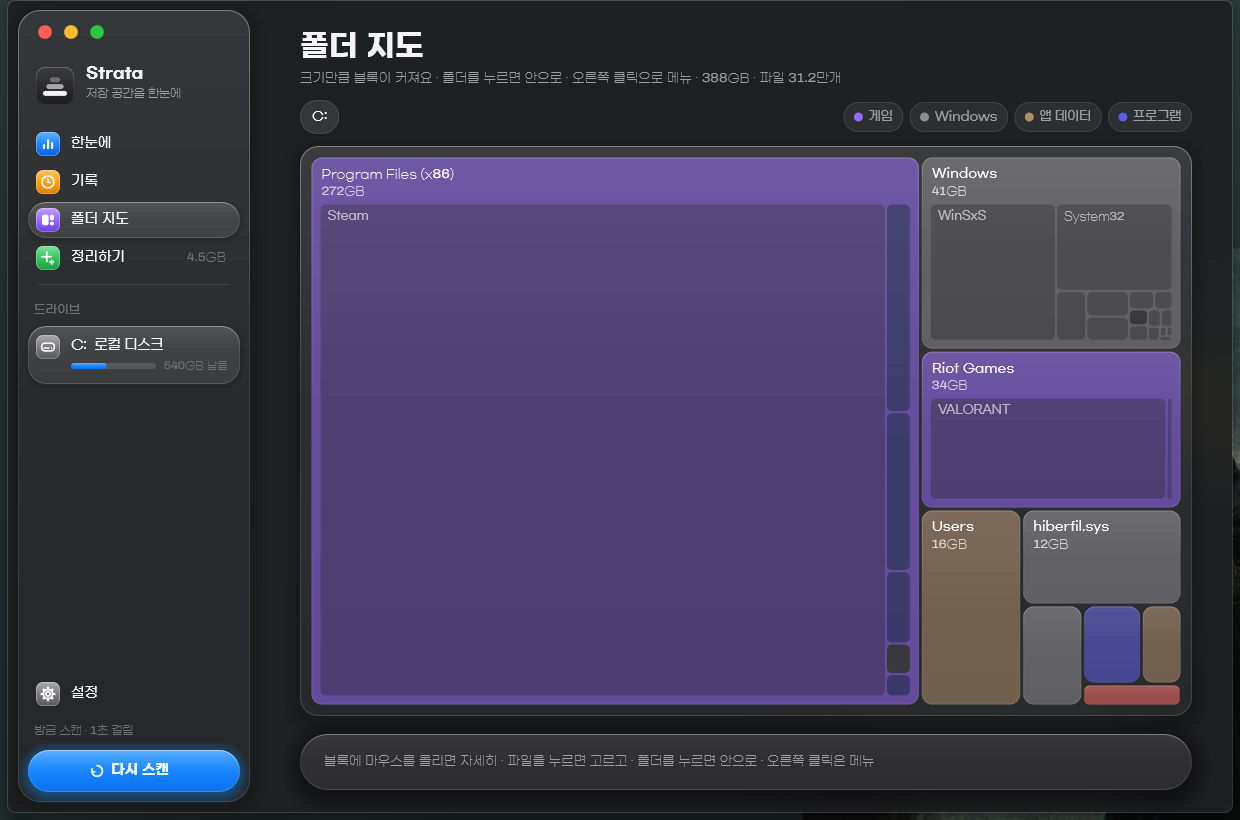 Strata
저장 공간을 한눈에
한눈에
기록
폴더 지도
정리하기 4.5GB
드라이브
C: 로컬 디스크
540GB 남음
설정
방금 스캔 · 1초 걸림
다시 스캔
폴더 지도
크기만큼 블록이 커져요 · 폴더를 누르면 안으로 · 오른쪽 클릭으로 메뉴 · 388GB · 파일 31.2만개
C:
게임
Windows
앱 데이터
프로그램
Program Files (x86)
272GB
Steam
Windows
41GB
WinSxS
System32
Riot Games
34GB
VALORANT
Users
16GB
hiberfil.sys
12GB
블록에 마우스를 올리면 자세히 · 파일을 누르면 고르고 · 폴더를 누르면 안으로 · 오른쪽 클릭은 메뉴